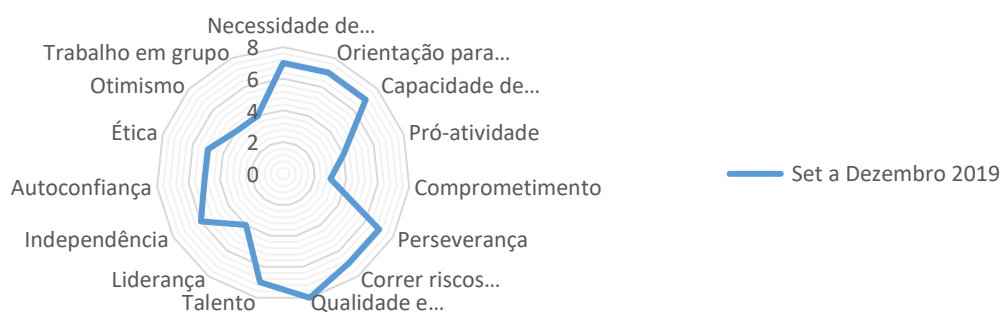 Necessidade de...
Orientação para...
Capacidade de...
Pró-atividade
Comprometimento
Perseverança
Correr riscos...
Qualidade e...
Talento
Liderança
Independência
Autoconfiança
Ética
Otimismo
Trabalho em grupo
8
6
4
2
0
Set a Dezembro 2019